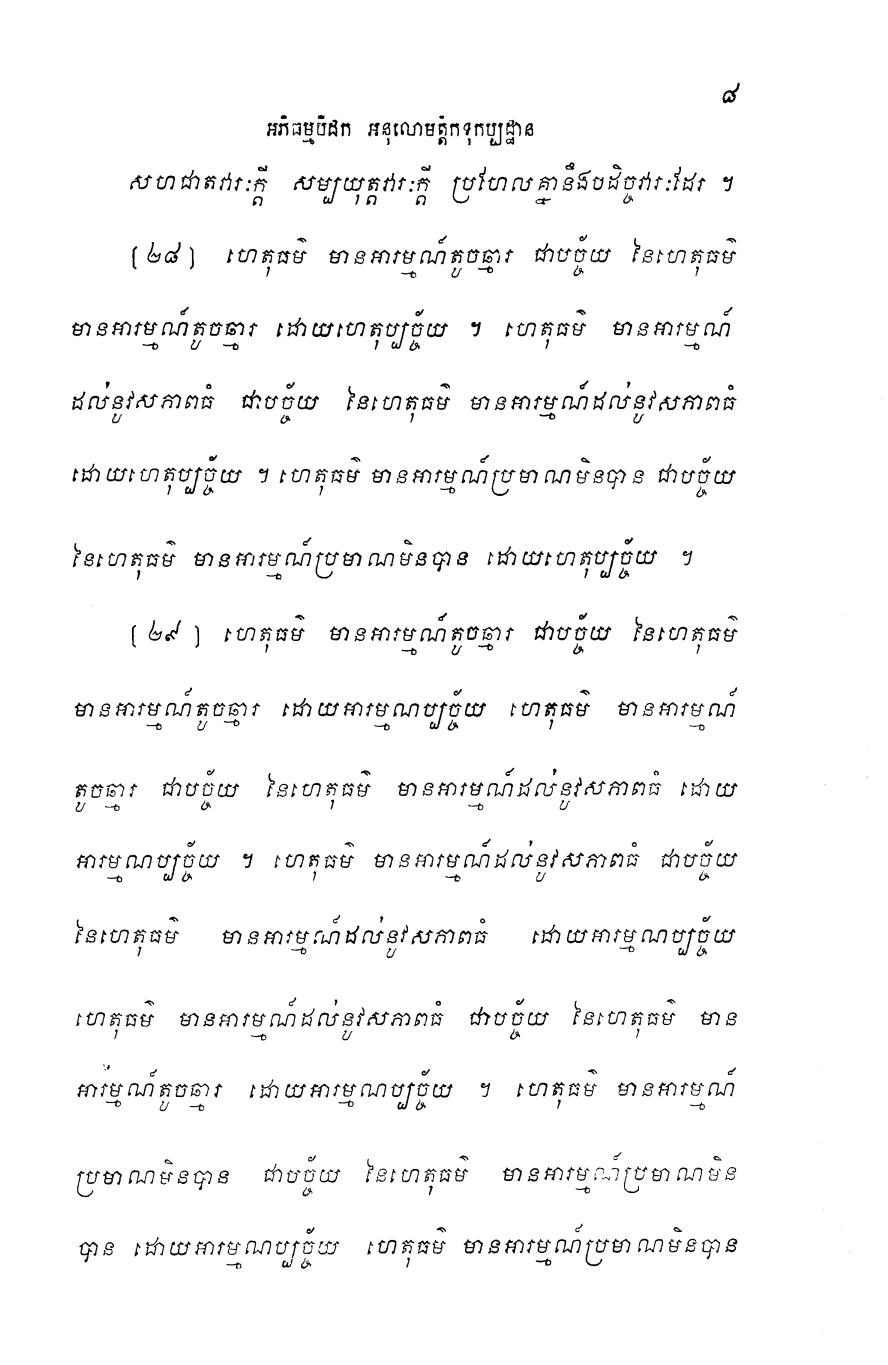 ៨
អភិធម្មបិដក អនុលោមត្តិកទុកប្បដ្ឋាន
សហជាតវារៈក្តី សម្បយុត្តវារៈក្តី ប្រហែលគ្នានឹងបដិច្ចវារៈដែរ ។
(២៨) ហេតុធម៌ មានអារម្មណ៍តូចឆ្មារ ជាបច្ច័យ នៃហេតុធម៌
មានអារម្មណ៍តូចឆ្មារ ដោយហេតុប្បច្ច័យ ។ ហេតុធម៌ មានអារម្មណ៍
ដល់នូវសភាពធំ ជាបច្ច័យ នៃហេតុធម៌ មានអារម្មណ៍ដល់នូវសភាពធំ
ដោយហេតុប្បច្ច័យ ។ ហេតុធម៌ មានអារម្មណ៍ប្រមាណមិនបាន ជាបច្ច័យ
នៃហេតុធម៌ មានអារម្មណ៍ប្រមាណមិនបាន ដោយហេតុប្បច្ច័យ ។
(២៩) ហេតុធម៌ មានអារម្មណ៍តូចឆ្មារ ជាបច្ច័យ នៃហេតុធម៌
មានអារម្មណ៍តូចឆ្មារ ដោយអារម្មណប្បច្ច័យ ហេតុធម៌ មានអារម្មណ៍
តូចឆ្មារ ជាបច្ច័យ នៃហេតុធម៌ មានអារម្មណ៍ដល់នូវសភាពធំ ដោយ
អារម្មណប្បច្ច័យ ។ ហេតុធម៌ មានអារម្មណ៍ដល់នូវសភាពធំ ជាបច្ច័យ
នៃហេតុធម៌ មានអារម្មណ៍ដល់នូវសភាពធំ ដោយអារម្មណប្បច្ច័យ
ហេតុធម៌ មានអារម្មណ៍ដល់នូវសភាពធំ ជាបច្ច័យ នៃហេតុធម៌ មាន
អារម្មណ៍តូចឆ្មារ ដោយអារម្មណប្បច្ច័យ ។ ហេតុធម៌ មានអារម្មណ៍
ប្រមាណមិនបាន ជាបច្ច័យ នៃហេតុធម៌ មានអារម្មណ៍ប្រមាណមិន
បាន ដោយអារម្មណប្បច្ច័យ ហេតុធម៌ មានអារម្មណ៍ប្រមាណមិនបាន